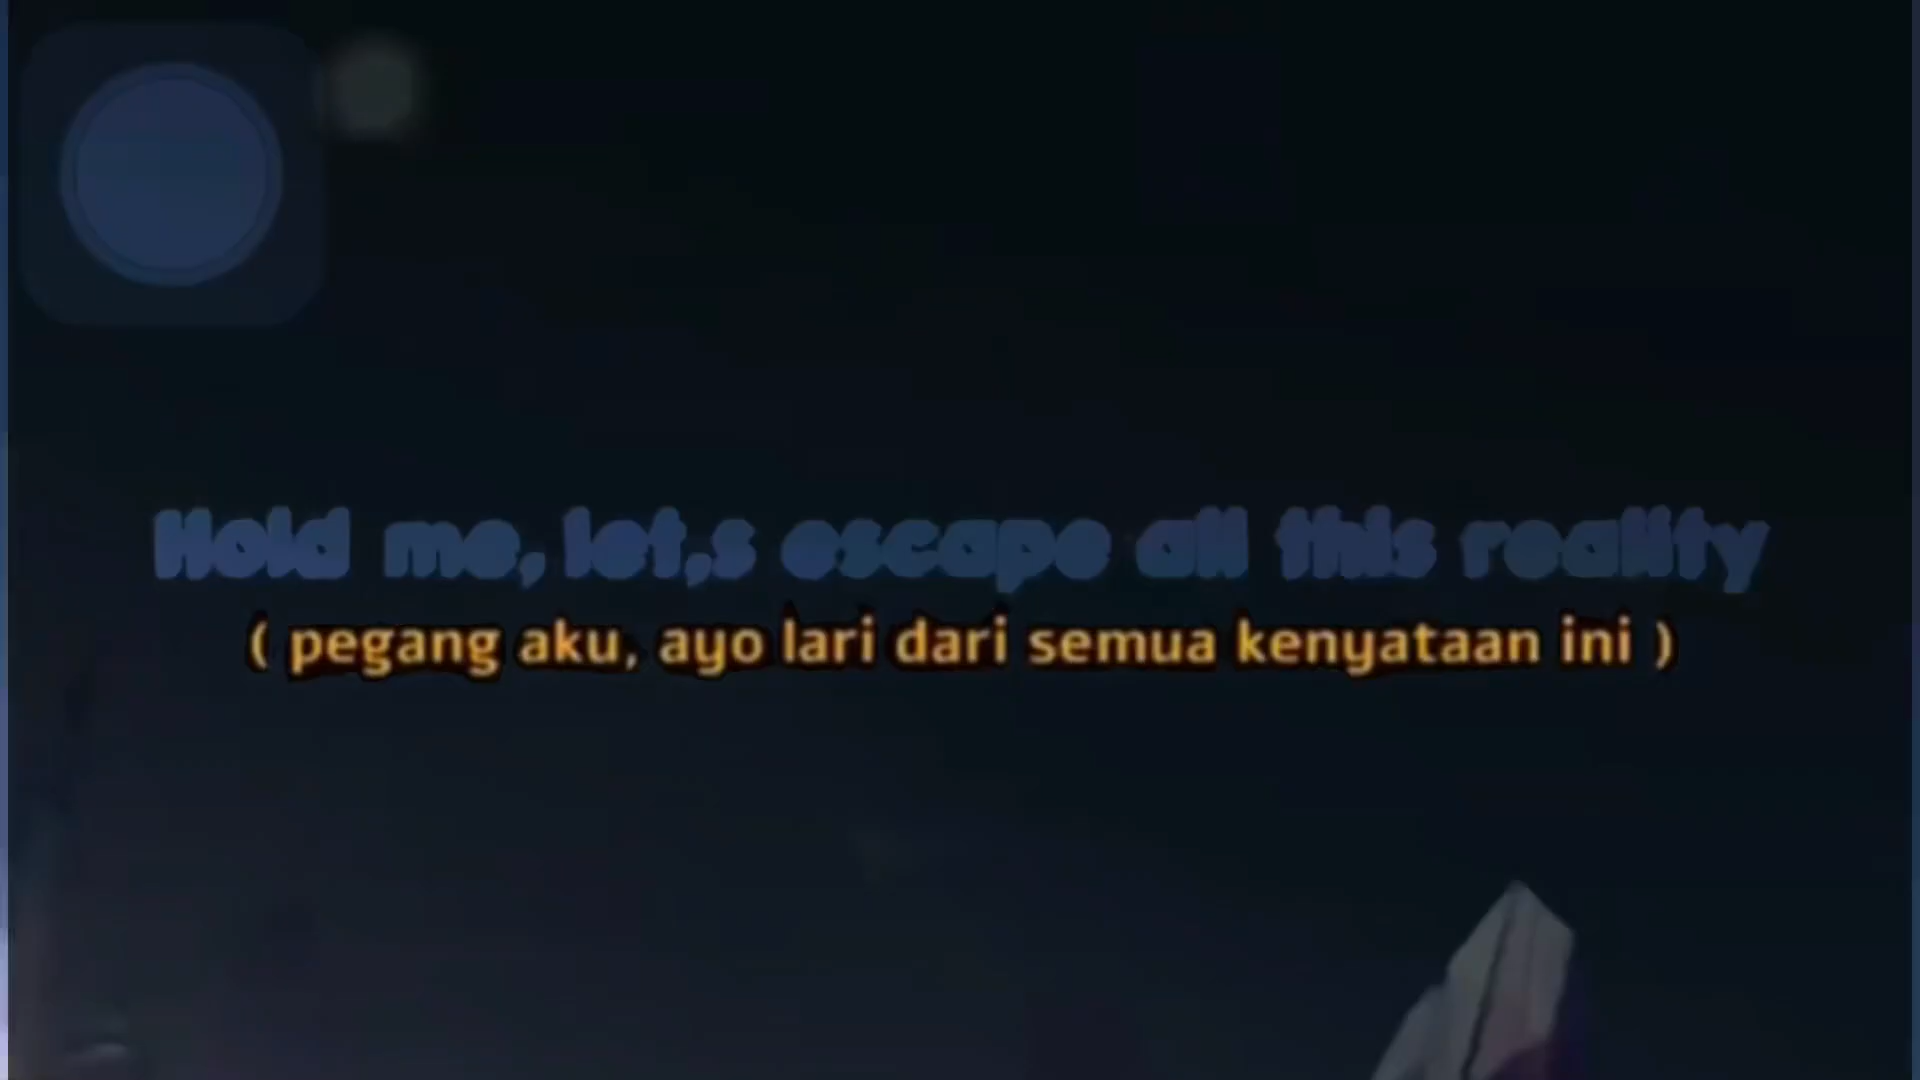 Hold me, let,s escape all this reality
( pegang aku, ayo lari dari semua kenyataan ini )